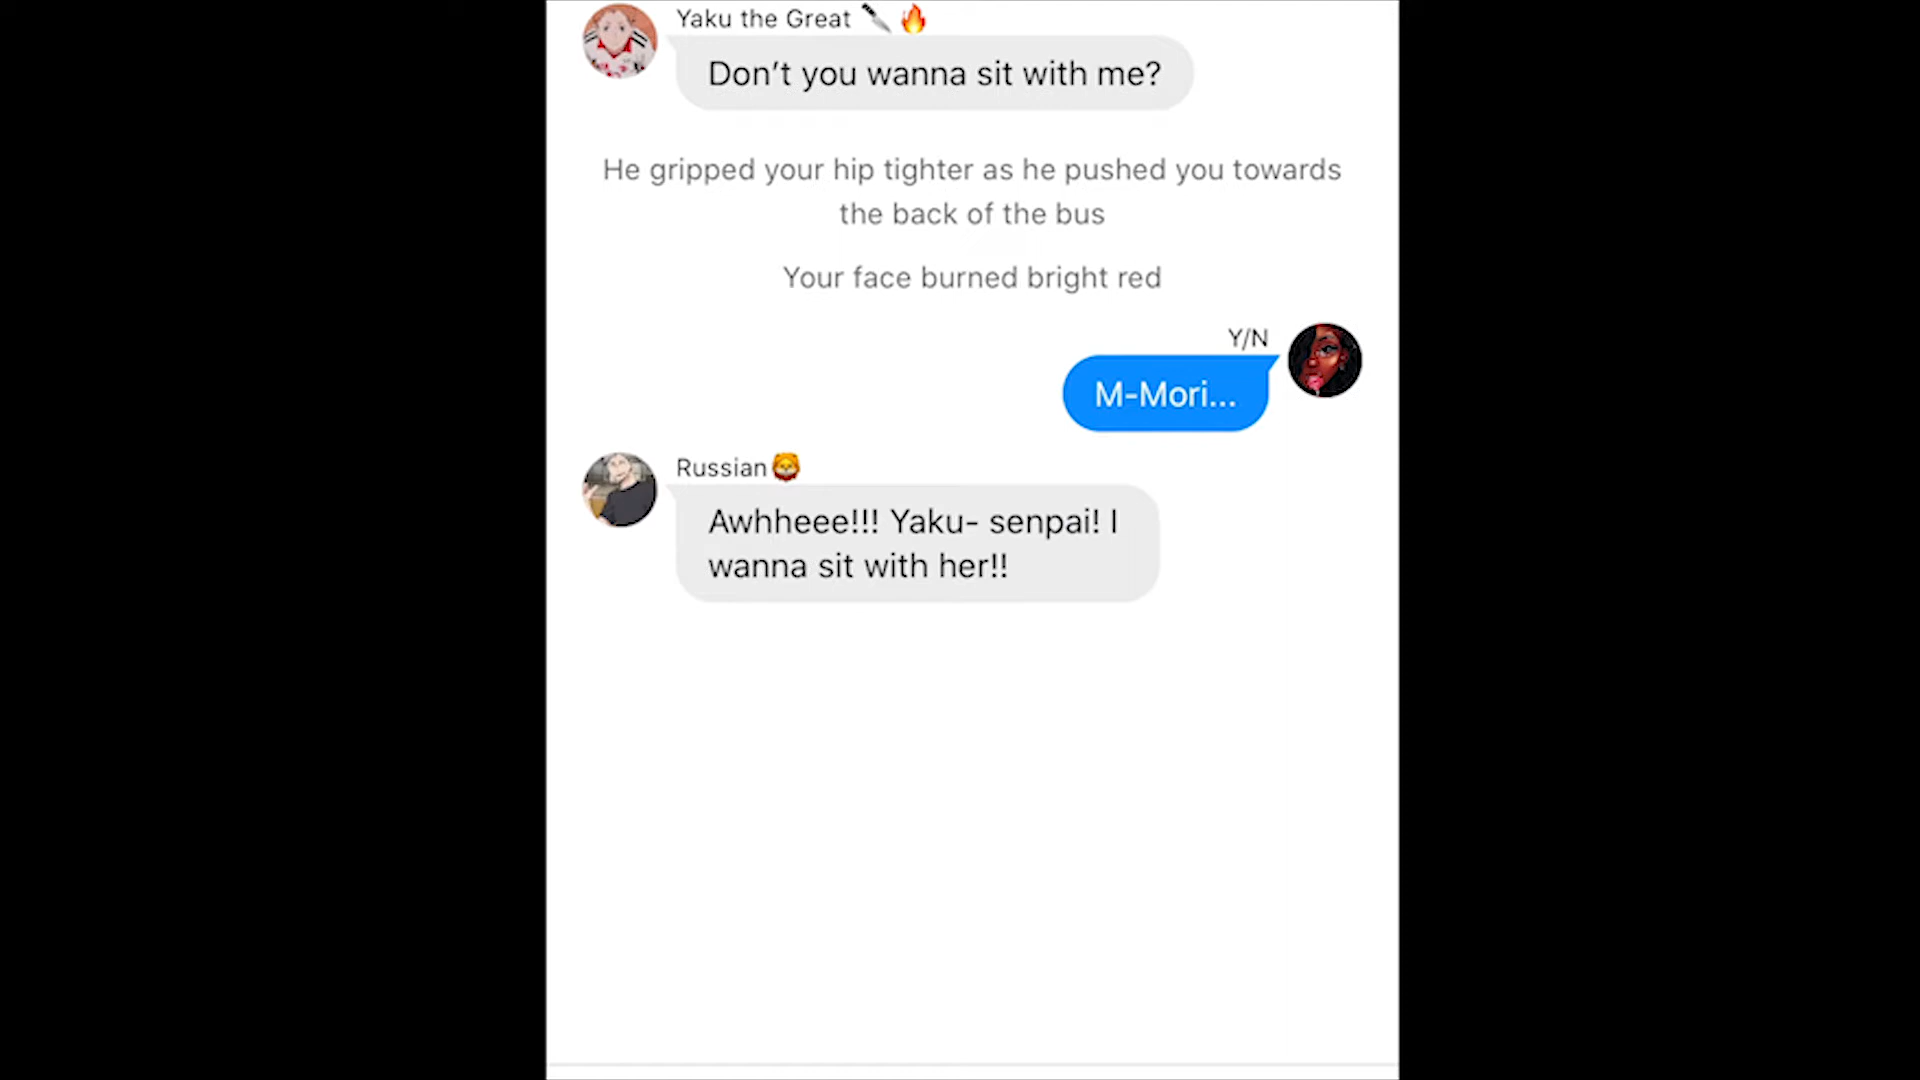 Yaku the Great 🔪🔥
Don’t you wanna sit with me?
He gripped your hip tighter as he pushed you towards
the back of the bus
Your face burned bright red
Y/N
M-Mori...
Russian🦁
Awhheee!!! Yaku- senpai! I
wanna sit with her!!